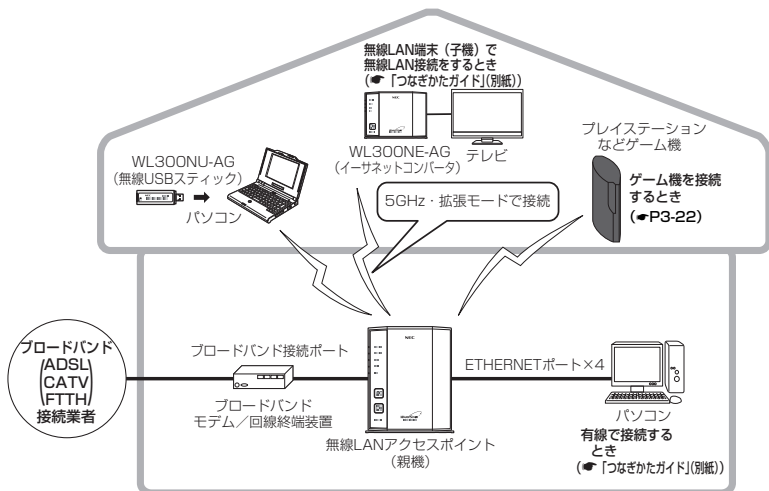 無線LAN端末（子機）で
無線LAN接続をするとき
（☛「つなぎかたガイド」（別紙））
NEC
WL300NE-AG
（イーサネットコンバータ）
テレビ
プレイステーション
などゲーム機
ゲーム機を接続
するとき
（☛P3-22）
WL300NU-AG
（無線USBスティック）
パソコン
5GHz・拡張モードで接続
ブロードバンド
ADSL
CATV
FTTH
接続業者
ブロードバンド接続ポート
ブロードバンド
モデム／回線終端装置
NEC
無線LANアクセスポイント
（親機）
ETHERNETポート×4
パソコン
有線で接続する
とき
（☛「つなぎかたガイド」（別紙））